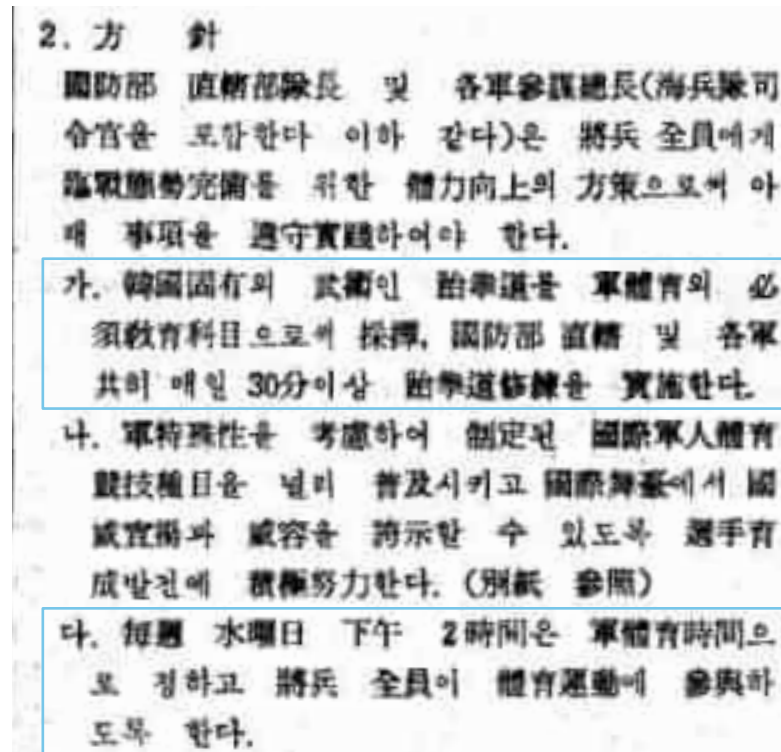 2. 方 針
國防部 直轄部隊長 및 各軍參謀總長(海兵隊司
令官을 포함한다 이하 같다)은 將兵 全員에게
臨戰態勢完備를 위한 體力向上의 方策으로써 아
래 事項을 遵守實踐하여야 한다.
가. 韓國固有의 武術인 跆拳道를 軍體育의 必
須敎育科目으로써 採擇, 國防部 直轄 및 各軍
共히 매일 30分이상 跆拳道修鍊을 實施한다.
나. 軍特殊性을 考慮하여 制定된 國際軍人體育
競技種目을 널리 普及시키고 國際舞臺에서 國
威宣揚과 威容을 誇示할 수 있도록 選手育
成발전에 積極努力한다. (別紙 參照)
다. 每週 水曜日 下午 2時間은 軍體育時間으
로 정하고 將兵 全員이 體育運動에 參與하
도록 한다.